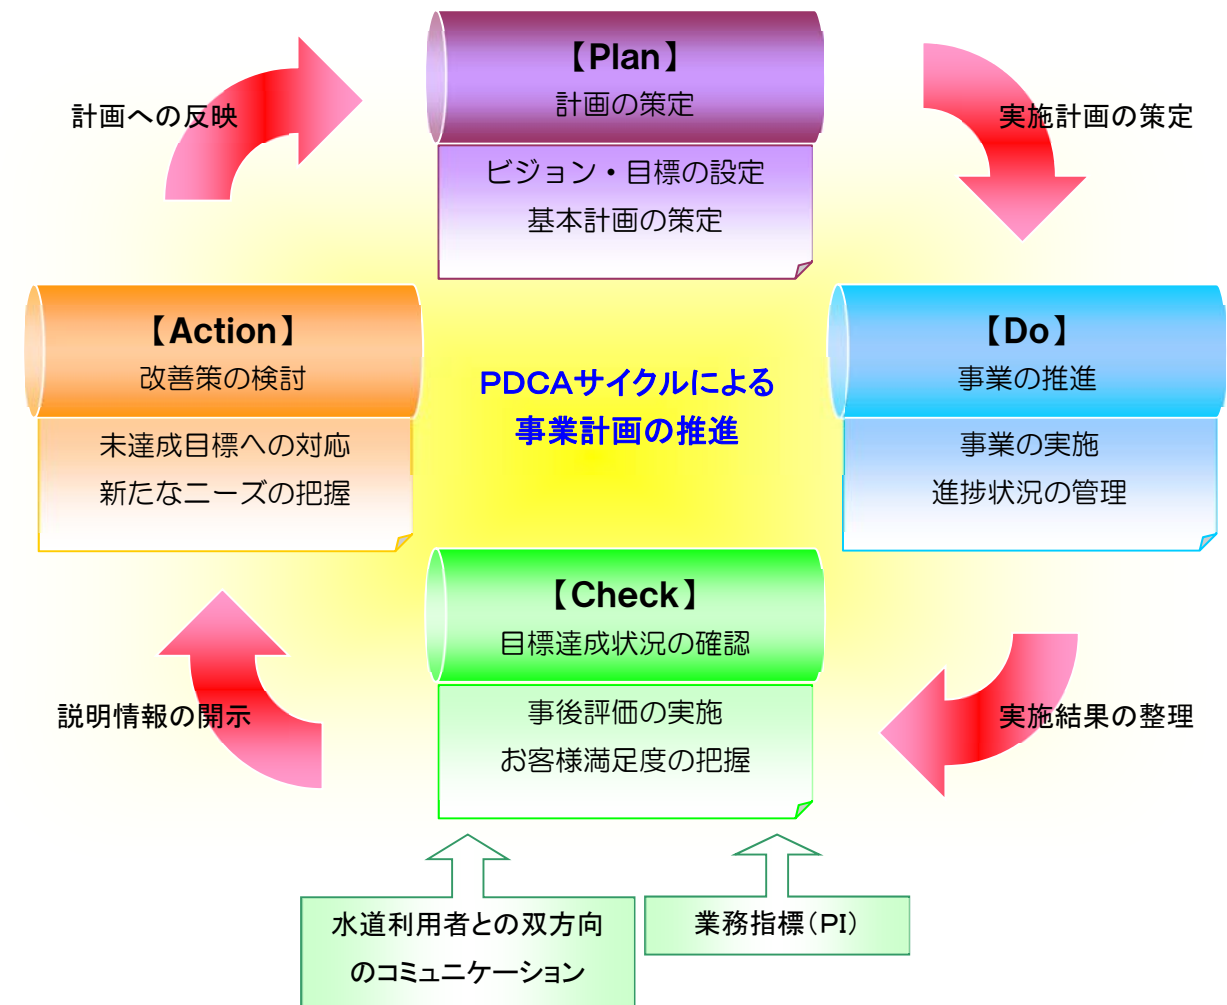 【Plan】
計画の策定
ビジョン・目標の設定
基本計画の策定
実施計画の策定
【Do】
事業の推進
事業の実施
進捗状況の管理
実施結果の整理
【Check】
目標達成状況の確認
事後評価の実施
お客様満足度の把握
水道利用者との双方向
のコミュニケーション
業務指標（PI）
説明情報の開示
【Action】
改善策の検討
未達成目標への対応
新たなニーズの把握
計画への反映
PDCAサイクルによる
事業計画の推進